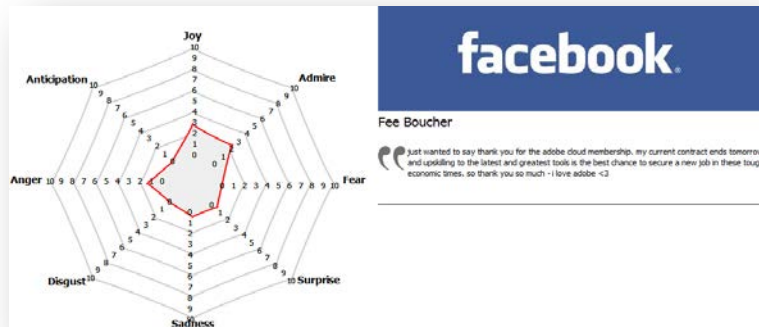 Joy
Anticipation
Admire
Anger
Fear
Disgust
Surprise
Sadness
facebook
Fee Boucher
just wanted to say thank you for the adobe cloud membership. my current contract ends tomorrow
and upskilling to the latest and greatest tools is the best chance to secure a new job in these toug
economic times. so thank you so much - i love adobe <3